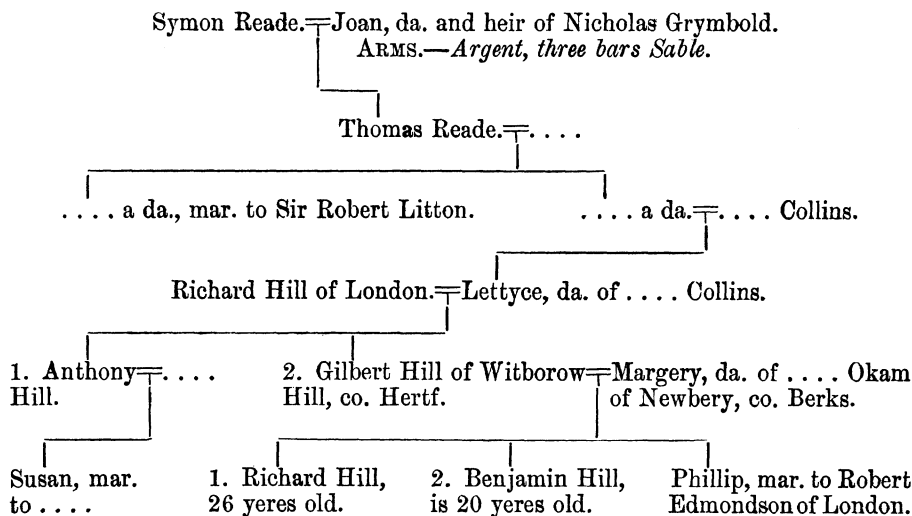 Symon Reade.=Joan, da. and heir of Nicholas Grymbold.
ARMS.—Argent, three bars Sable.
Thomas Reade.=. . . .
. . . . a da., mar. to Sir Robert Litton. . . . . a da.=. . . . Collins.
Richard Hill of London.=Lettyce, da. of . . . . Collins.
1. Anthony=. . . . 2. Gilbert Hill of Witborow=Margery, da. of . . . . Okam
Hill. Hill, co. Hertf. of Newbery, co. Berks.
Susan, mar. 1. Richard Hill, 2. Benjamin Hill, Phillip, mar. to Robert
to . . . . 26 yeres old. is 20 yeres old. Edmondson of London.